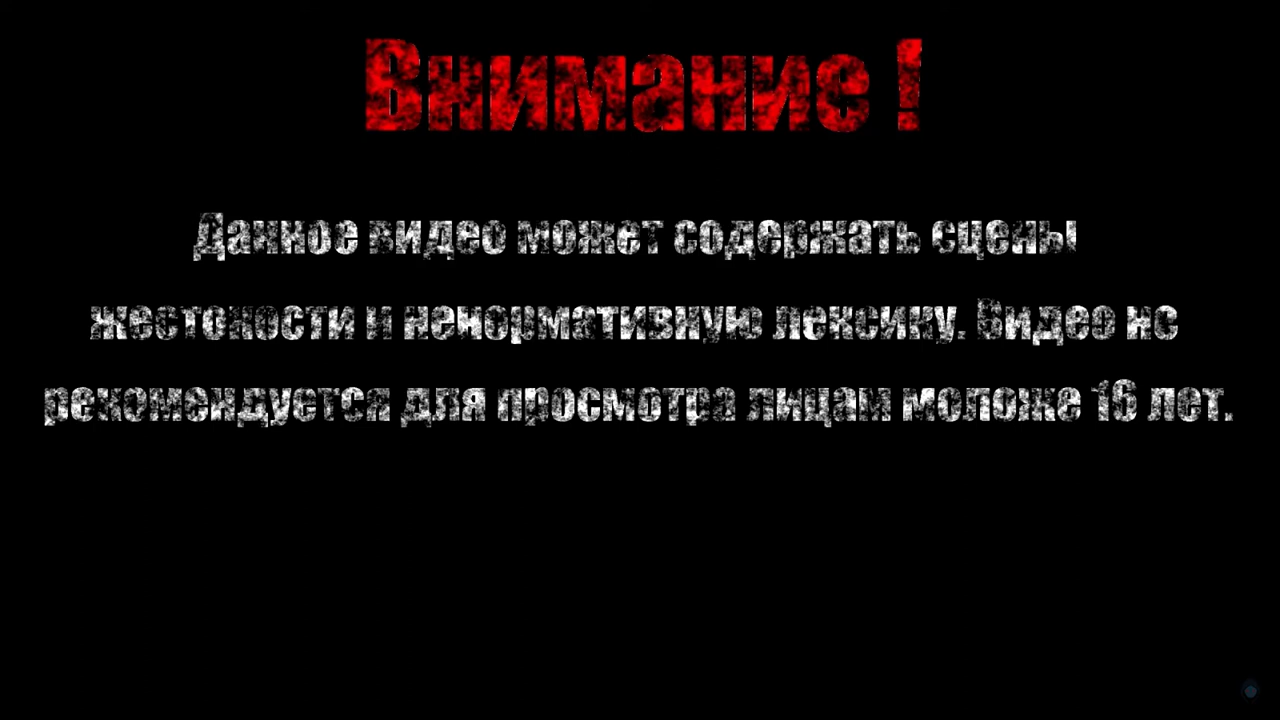 Внимание !
Данное видео может содержать сцены
жестокости и ненормативную лексику. Видео не
рекомендуется для просмотра лицам моложе 16 лет.